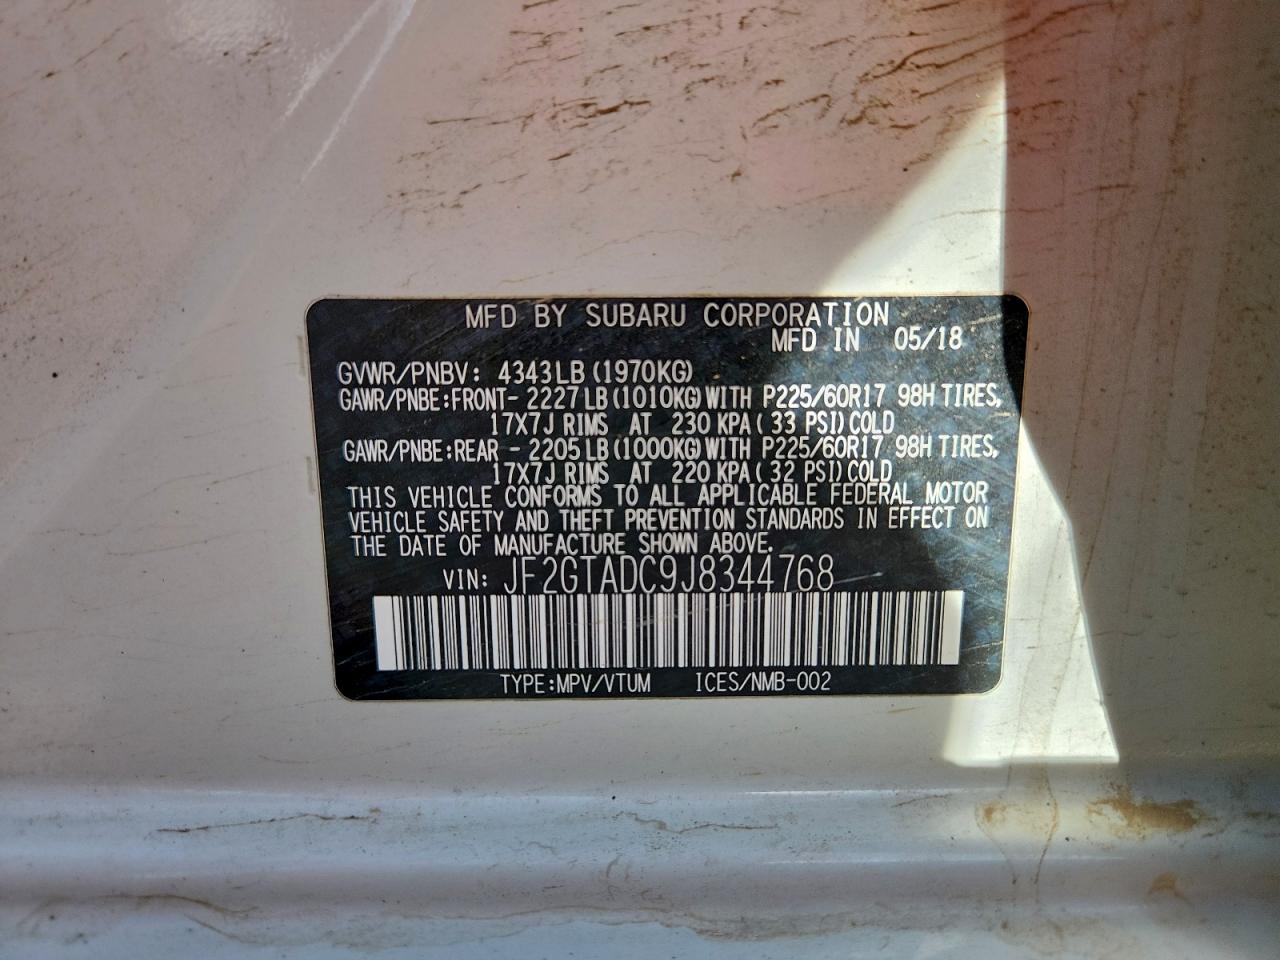 MFD BY SUBARU CORPORATION
MFD IN 05/18
GVWR/PNBV: 4343LB (1970KG)
GAWR/PNBE:FRONT- 2227LB (1010KG) WITH P225/60R17 98H TIRES,
17X7J RIMS AT 230 KPA ( 33 PSI) COLD
GAWR/PNBE:REAR - 2205LB (1000KG) WITH P225/60R17 98H TIRES,
17X7J RIMS AT 220 KPA ( 32 PSI) COLD
THIS VEHICLE CONFORMS TO ALL APPLICABLE FEDERAL MOTOR
VEHICLE SAFETY AND THEFT PREVENTION STANDARDS IN EFFECT ON
THE DATE OF MANUFACTURE SHOWN ABOVE.
VIN: JF2GTADC9J8344768
TYPE:MPV/VTUM ICES/NMB-002